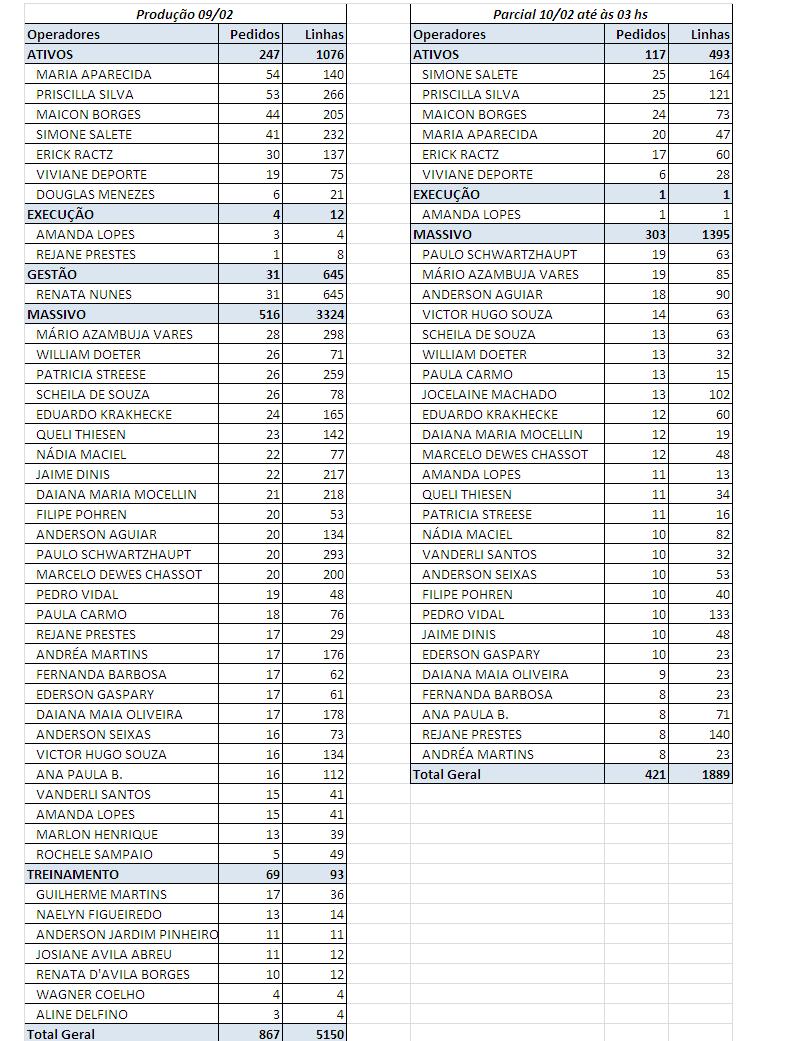 Produção 09/02
Operadores Pedidos Linhas
ATIVOS 247 1076
MARIA APARECIDA 54 140
PRISCILLA SILVA 53 266
MAICON BORGES 44 205
SIMONE SALETE 41 232
ERICK RACTZ 30 137
VIVIANE DEPORTE 19 75
DOUGLAS MENEZES 6 21
EXECUÇÃO 4 12
AMANDA LOPES 3 4
REJANE PRESTES 1 8
GESTÃO 31 645
RENATA NUNES 31 645
MASSIVO 516 3324
MÁRIO AZAMBUJA VARES 28 298
WILLIAM DOETER 26 71
PATRICIA STREESE 26 259
SCHEILA DE SOUZA 26 78
EDUARDO KRAKHECKE 24 165
QUELI THIESEN 23 142
NÁDIA MACIEL 22 77
JAIME DINIS 22 217
DAIANA MARIA MOCELLIN 21 218
FILIPE POHREN 20 53
ANDERSON AGUIAR 20 134
PAULO SCHWARTZHAUPT 20 293
MARCELO DEWES CHASSOT 20 200
PEDRO VIDAL 19 48
PAULA CARMO 18 76
REJANE PRESTES 17 29
ANDRÉA MARTINS 17 176
FERNANDA BARBOSA 17 62
EDERSON GASPARY 17 61
DAIANA MAIA OLIVEIRA 17 178
ANDERSON SEIXAS 16 73
VICTOR HUGO SOUZA 16 134
ANA PAULA B. 16 112
VANDERLI SANTOS 15 41
AMANDA LOPES 15 41
MARLON HENRIQUE 13 39
ROCHELE SAMPAIO 5 49
TREINAMENTO 69 93
GUILHERME MARTINS 17 36
NAELYN FIGUEIREDO 13 14
ANDERSON JARDIM PINHEIRO 11 11
JOSIANE AVILA ABREU 11 12
RENATA D'AVILA BORGES 10 12
WAGNER COELHO 4 4
ALINE DELFINO 3 4
Total Geral 867 5150
Parcial 10/02 até às 03 hs
Operadores Pedidos Linhas
ATIVOS 117 493
SIMONE SALETE 25 164
PRISCILLA SILVA 25 121
MAICON BORGES 24 73
MARIA APARECIDA 20 47
ERICK RACTZ 17 60
VIVIANE DEPORTE 6 28
EXECUÇÃO 1 1
AMANDA LOPES 1 1
MASSIVO 303 1395
PAULO SCHWARTZHAUPT 19 63
MÁRIO AZAMBUJA VARES 19 85
ANDERSON AGUIAR 18 90
VICTOR HUGO SOUZA 14 63
SCHEILA DE SOUZA 13 63
WILLIAM DOETER 13 32
PAULA CARMO 13 15
JOCELAINE MACHADO 13 102
EDUARDO KRAKHECKE 12 60
DAIANA MARIA MOCELLIN 12 19
MARCELO DEWES CHASSOT 12 48
AMANDA LOPES 11 13
QUELI THIESEN 11 34
PATRICIA STREESE 11 16
NÁDIA MACIEL 10 82
VANDERLI SANTOS 10 32
ANDERSON SEIXAS 10 53
FILIPE POHREN 10 40
PEDRO VIDAL 10 133
JAIME DINIS 10 48
EDERSON GASPARY 10 23
DAIANA MAIA OLIVEIRA 9 23
FERNANDA BARBOSA 8 23
ANA PAULA B. 8 71
REJANE PRESTES 8 140
ANDRÉA MARTINS 8 23
Total Geral 421 1889